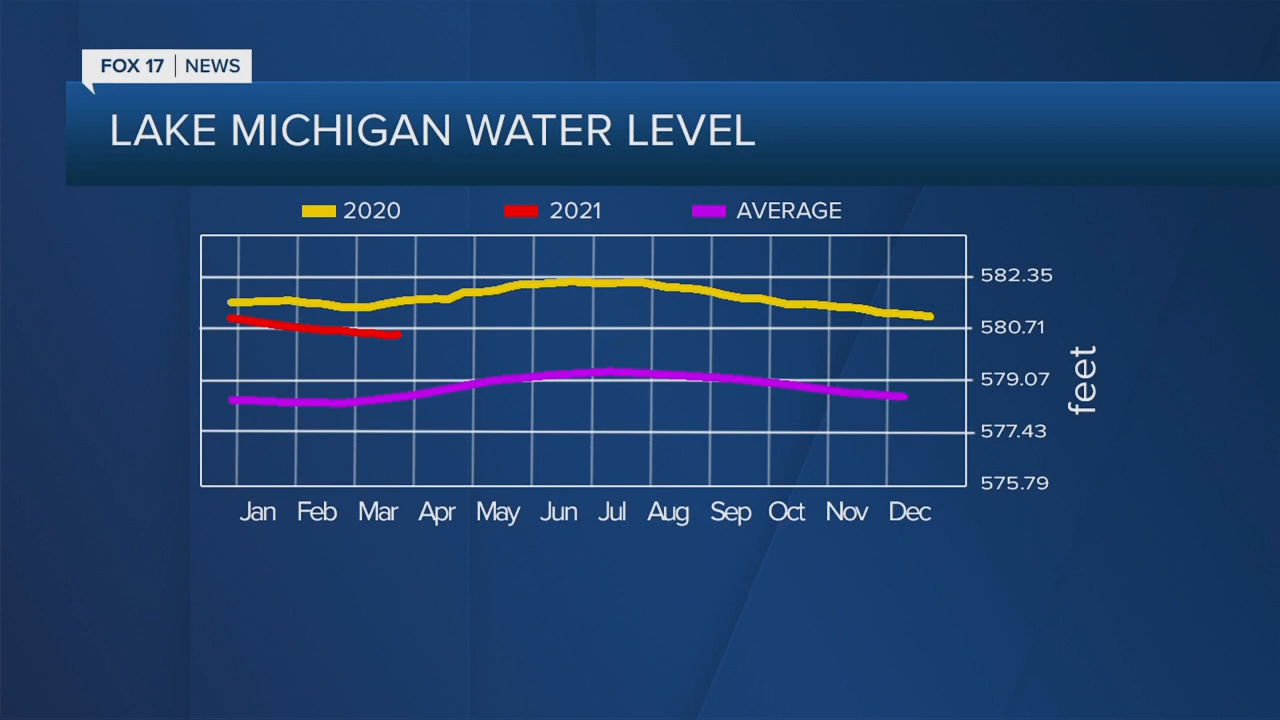 FOX 17 | NEWS
LAKE MICHIGAN WATER LEVEL
2020 2021 AVERAGE
582.35
580.71
579.07
577.43
575.79
feet
Jan Feb Mar Apr May Jun Jul Aug Sep Oct Nov Dec